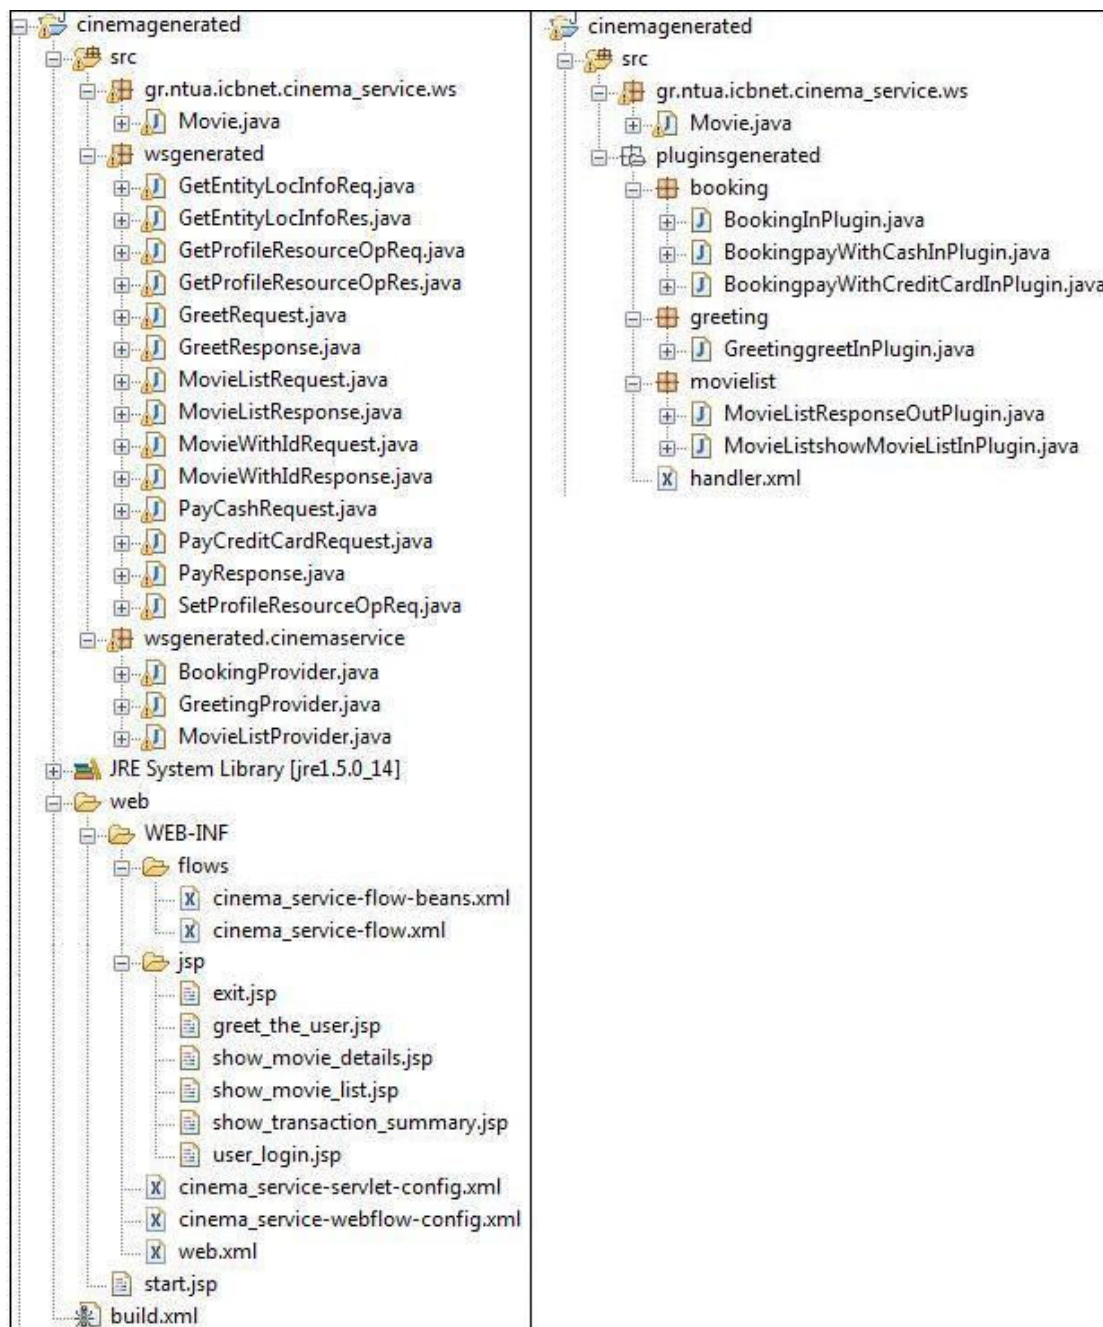 cinemagenerated
src
gr.ntua.icbnet.cinema_service.ws
Movie.java
wsgenerated
GetEntityLocInfoReq.java
GetEntityLocInfoRes.java
GetProfileResourceOpReq.java
GetProfileResourceOpRes.java
GreetRequest.java
GreetResponse.java
MovieListRequest.java
MovieListResponse.java
MovieWithIdRequest.java
MovieWithIdResponse.java
PayCashRequest.java
PayCreditCardRequest.java
PayResponse.java
SetProfileResourceOpReq.java
wsgenerated.cinemaservice
BookingProvider.java
GreetingProvider.java
MovieListProvider.java
JRE System Library [jre1.5.0_14]
web
WEB-INF
flows
cinema_service-flow-beans.xml
cinema_service-flow.xml
jsp
exit.jsp
greet_the_user.jsp
show_movie_details.jsp
show_movie_list.jsp
show_transaction_summary.jsp
user_login.jsp
cinema_service-servlet-config.xml
cinema_service-webflow-config.xml
web.xml
start.jsp
build.xml
cinemagenerated
src
gr.ntua.icbnet.cinema_service.ws
Movie.java
pluginsgenerated
booking
BookingInPlugin.java
BookingpayWithCashInPlugin.java
BookingpayWithCreditCardInPlugin.java
greeting
GreetinggreetInPlugin.java
movielist
MovieListResponseOutPlugin.java
MovieListshowMovieListInPlugin.java
handler.xml